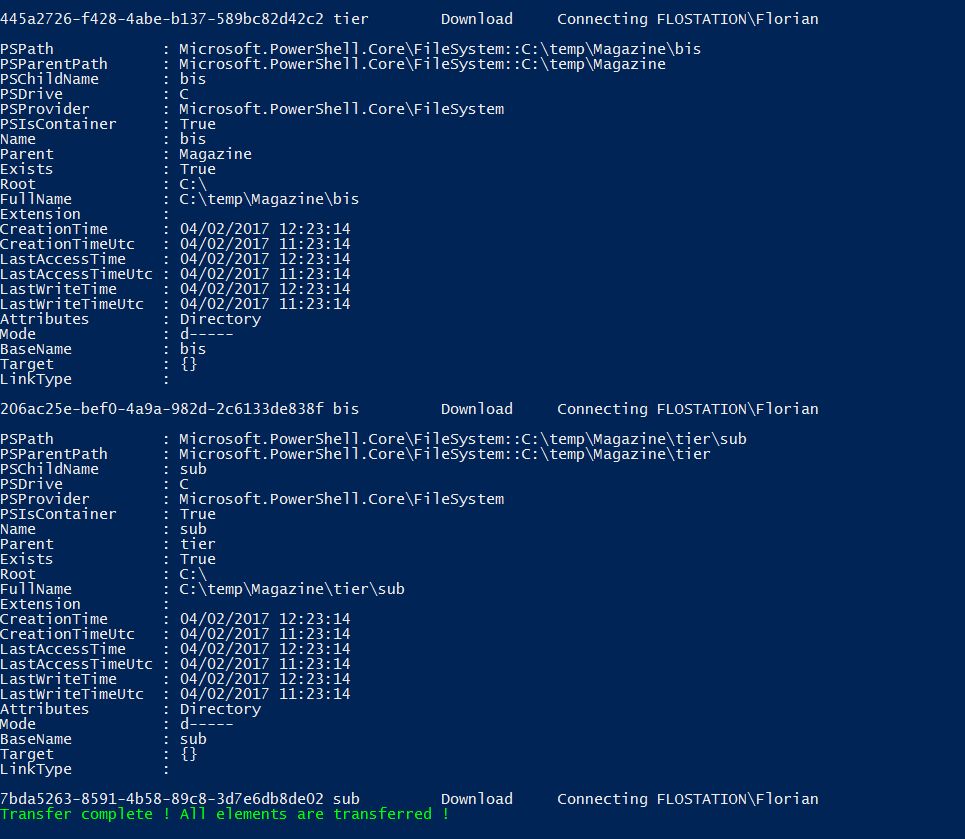 445a2726-f428-4abe-b137-589bc82d42c2 tier Download Connecting FLOSTATION\Florian
PSPath : Microsoft.PowerShell.Core\FileSystem::C:\temp\Magazine\bis
PSParentPath : Microsoft.PowerShell.Core\FileSystem::C:\temp\Magazine
PSChildName : bis
PSDrive : C
PSProvider : Microsoft.PowerShell.Core\FileSystem
PSIsContainer : True
Name : bis
Parent : Magazine
Exists : True
Root : C:\
FullName : C:\temp\Magazine\bis
Extension :
CreationTime : 04/02/2017 12:23:14
CreationTimeUtc : 04/02/2017 11:23:14
LastAccessTime : 04/02/2017 12:23:14
LastAccessTimeUtc : 04/02/2017 11:23:14
LastWriteTime : 04/02/2017 12:23:14
LastWriteTimeUtc : 04/02/2017 11:23:14
Attributes : Directory
Mode : d-----
BaseName : bis
Target : {}
LinkType :
206ac25e-bef0-4a9a-982d-2c6133de838f bis Download Connecting FLOSTATION\Florian
PSPath : Microsoft.PowerShell.Core\FileSystem::C:\temp\Magazine\tier\sub
PSParentPath : Microsoft.PowerShell.Core\FileSystem::C:\temp\Magazine\tier
PSChildName : sub
PSDrive : C
PSProvider : Microsoft.PowerShell.Core\FileSystem
PSIsContainer : True
Name : sub
Parent : tier
Exists : True
Root : C:\
FullName : C:\temp\Magazine\tier\sub
Extension :
CreationTime : 04/02/2017 12:23:14
CreationTimeUtc : 04/02/2017 11:23:14
LastAccessTime : 04/02/2017 12:23:14
LastAccessTimeUtc : 04/02/2017 11:23:14
LastWriteTime : 04/02/2017 12:23:14
LastWriteTimeUtc : 04/02/2017 11:23:14
Attributes : Directory
Mode : d-----
BaseName : sub
Target : {}
LinkType :
7bda5263-8591-4b58-89c8-3d7e6db8de02 sub Download Connecting FLOSTATION\Florian
Transfer complete ! All elements are transferred !